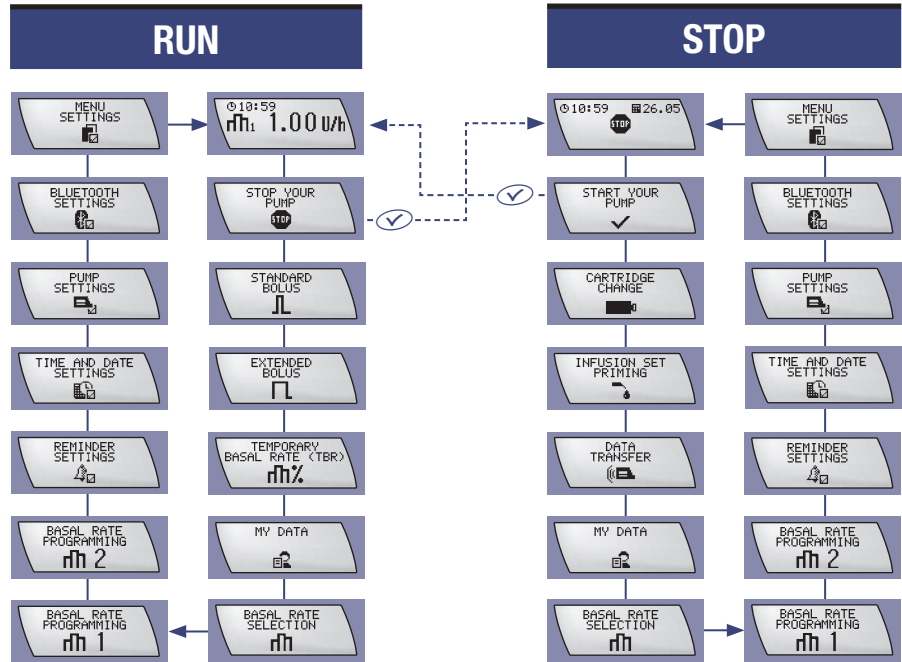 RUN
MENU
SETTINGS
BLUETOOTH
SETTINGS
PUMP
SETTINGS
TIME AND DATE
SETTINGS
REMINDER
SETTINGS
BASAL RATE
PROGRAMMING
2
BASAL RATE
PROGRAMMING
1
10:59
1 1.00 U/h
STOP YOUR
PUMP
STOP
STANDARD
BOLUS
EXTENDED
BOLUS
TEMPORARY
BASAL RATE (TBR)
%
MY DATA
BASAL RATE
SELECTION
STOP
10:59 26.05
STOP
START YOUR
PUMP
CARTRIDGE
CHANGE
INFUSION SET
PRIMING
DATA
TRANSFER
MY DATA
BASAL RATE
SELECTION
MENU
SETTINGS
BLUETOOTH
SETTINGS
PUMP
SETTINGS
TIME AND DATE
SETTINGS
REMINDER
SETTINGS
BASAL RATE
PROGRAMMING
2
BASAL RATE
PROGRAMMING
1